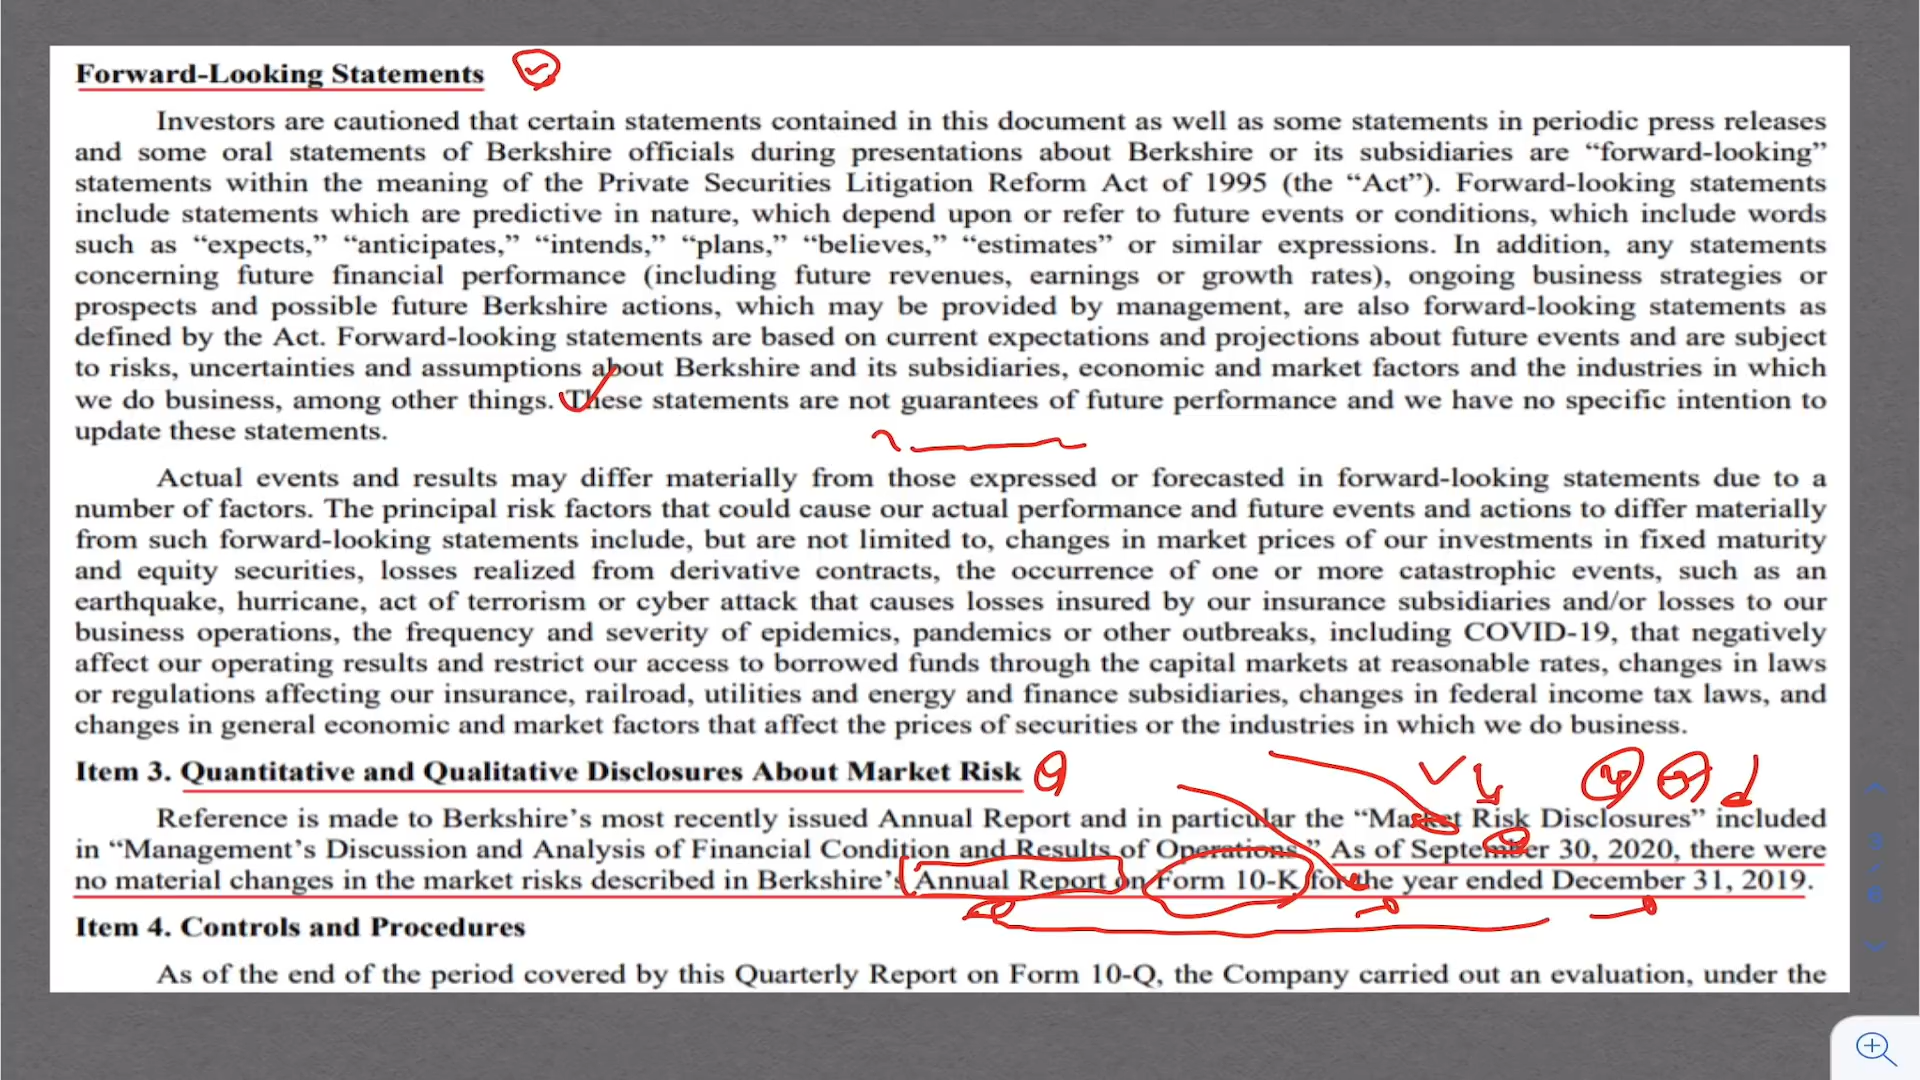 Forward-Looking Statements
Investors are cautioned that certain statements contained in this document as well as some statements in periodic press releases
and some oral statements of Berkshire officials during presentations about Berkshire or its subsidiaries are “forward-looking”
statements within the meaning of the Private Securities Litigation Reform Act of 1995 (the “Act”). Forward-looking statements
include statements which are predictive in nature, which depend upon or refer to future events or conditions, which include words
such as “expects,” “anticipates,” “intends,” “plans,” “believes,” “estimates” or similar expressions. In addition, any statements
concerning future financial performance (including future revenues, earnings or growth rates), ongoing business strategies or
prospects and possible future Berkshire actions, which may be provided by management, are also forward-looking statements as
defined by the Act. Forward-looking statements are based on current expectations and projections about future events and are subject
to risks, uncertainties and assumptions about Berkshire and its subsidiaries, economic and market factors and the industries in which
we do business, among other things. These statements are not guarantees of future performance and we have no specific intention to
update these statements.
Actual events and results may differ materially from those expressed or forecasted in forward-looking statements due to a
number of factors. The principal risk factors that could cause our actual performance and future events and actions to differ materially
from such forward-looking statements include, but are not limited to, changes in market prices of our investments in fixed maturity
and equity securities, losses realized from derivative contracts, the occurrence of one or more catastrophic events, such as an
earthquake, hurricane, act of terrorism or cyber attack that causes losses insured by our insurance subsidiaries and/or losses to our
business operations, the frequency and severity of epidemics, pandemics or other outbreaks, including COVID-19, that negatively
affect our operating results and restrict our access to borrowed funds through the capital markets at reasonable rates, changes in laws
or regulations affecting our insurance, railroad, utilities and energy and finance subsidiaries, changes in federal income tax laws, and
changes in general economic and market factors that affect the prices of securities or the industries in which we do business.
Item 3. Quantitative and Qualitative Disclosures About Market Risk
Reference is made to Berkshire’s most recently issued Annual Report and in particular the “Market Risk Disclosures” included
in “Management’s Discussion and Analysis of Financial Condition and Results of Operations.” As of September 30, 2020, there were
no material changes in the market risks described in Berkshire’s Annual Report on Form 10-K for the year ended December 31, 2019.
Item 4. Controls and Procedures
As of the end of the period covered by this Quarterly Report on Form 10-Q, the Company carried out an evaluation, under the